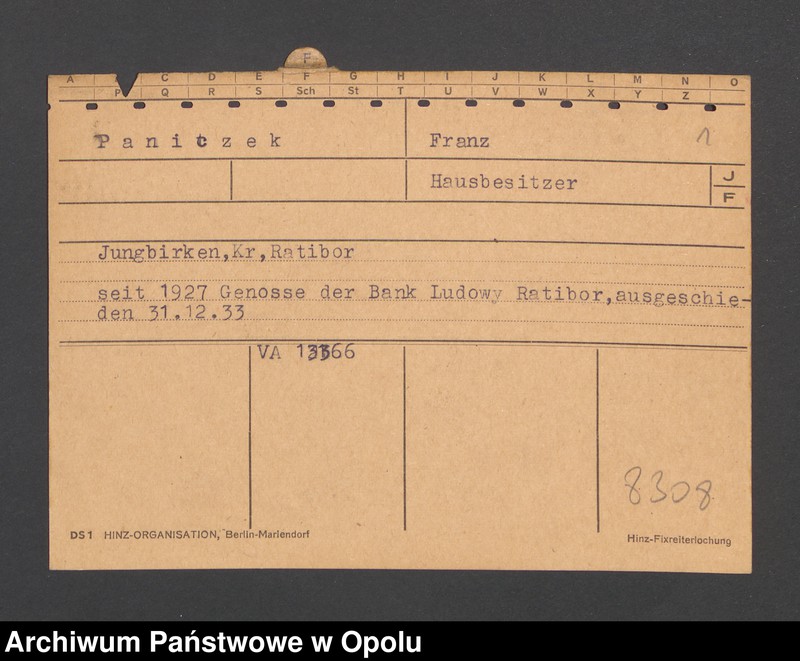 F
A C D E F G H I J K L M N O
P Q R S Sch St T U V W X Y Z
Paniczek Franz 1
Hausbesitzer J
F
Jungbirken,Kr,Ratibor
seit 1927 Genosse der Bank Ludowy Ratibor,ausgeschie-
den 31.12.33
VA
8308
DS1 HINZ-ORGANISATION, Berlin-Mariendorf Hinz-Fixreiterlochung
Archiwum Państwowe w Opolu